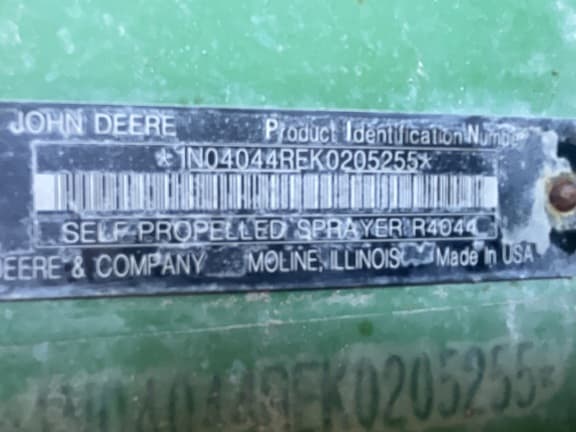 JOHN DEERE Product Identification Number
*1N04044REK0205255*
SELF PROPELLED SPRAYER R4044
DEERE & COMPANY MOLINE, ILLINOIS Made In USA
1N04044REK0205255*